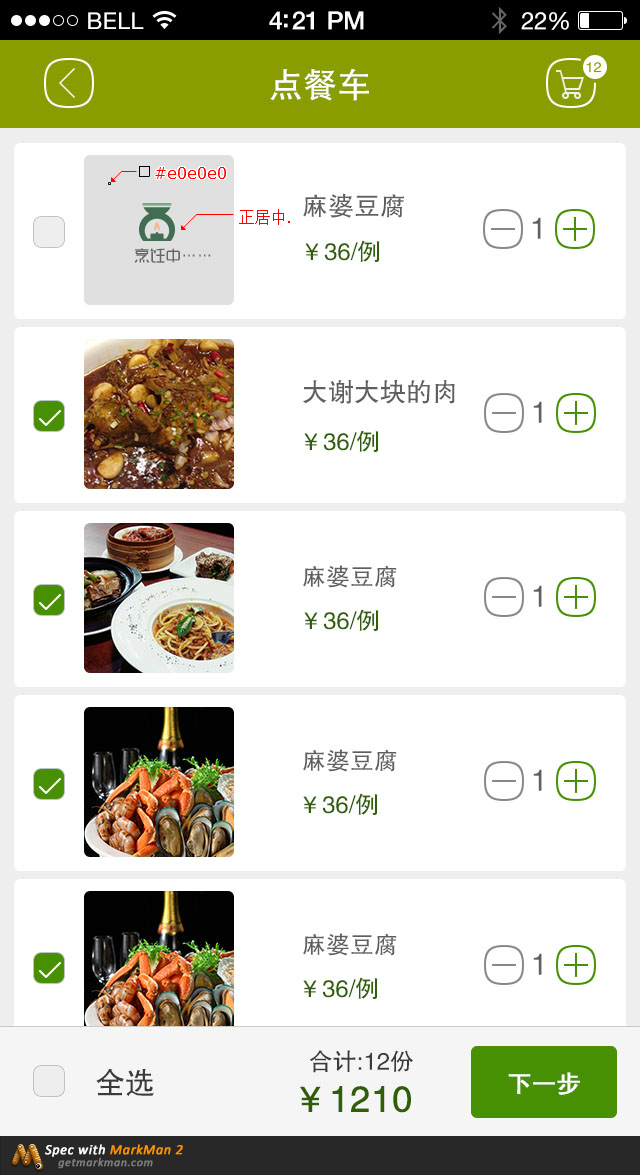 BELL 4:21 PM 22%
点餐车 12
#e0e0e0
正居中.
烹饪中……
麻婆豆腐
¥36/例
1
大谢大块的肉
¥36/例
1
麻婆豆腐
¥36/例
1
麻婆豆腐
¥36/例
1
麻婆豆腐
¥36/例
1
全选
合计:12份
¥1210
下一步
Spec with MarkMan 2
getmarkman.com